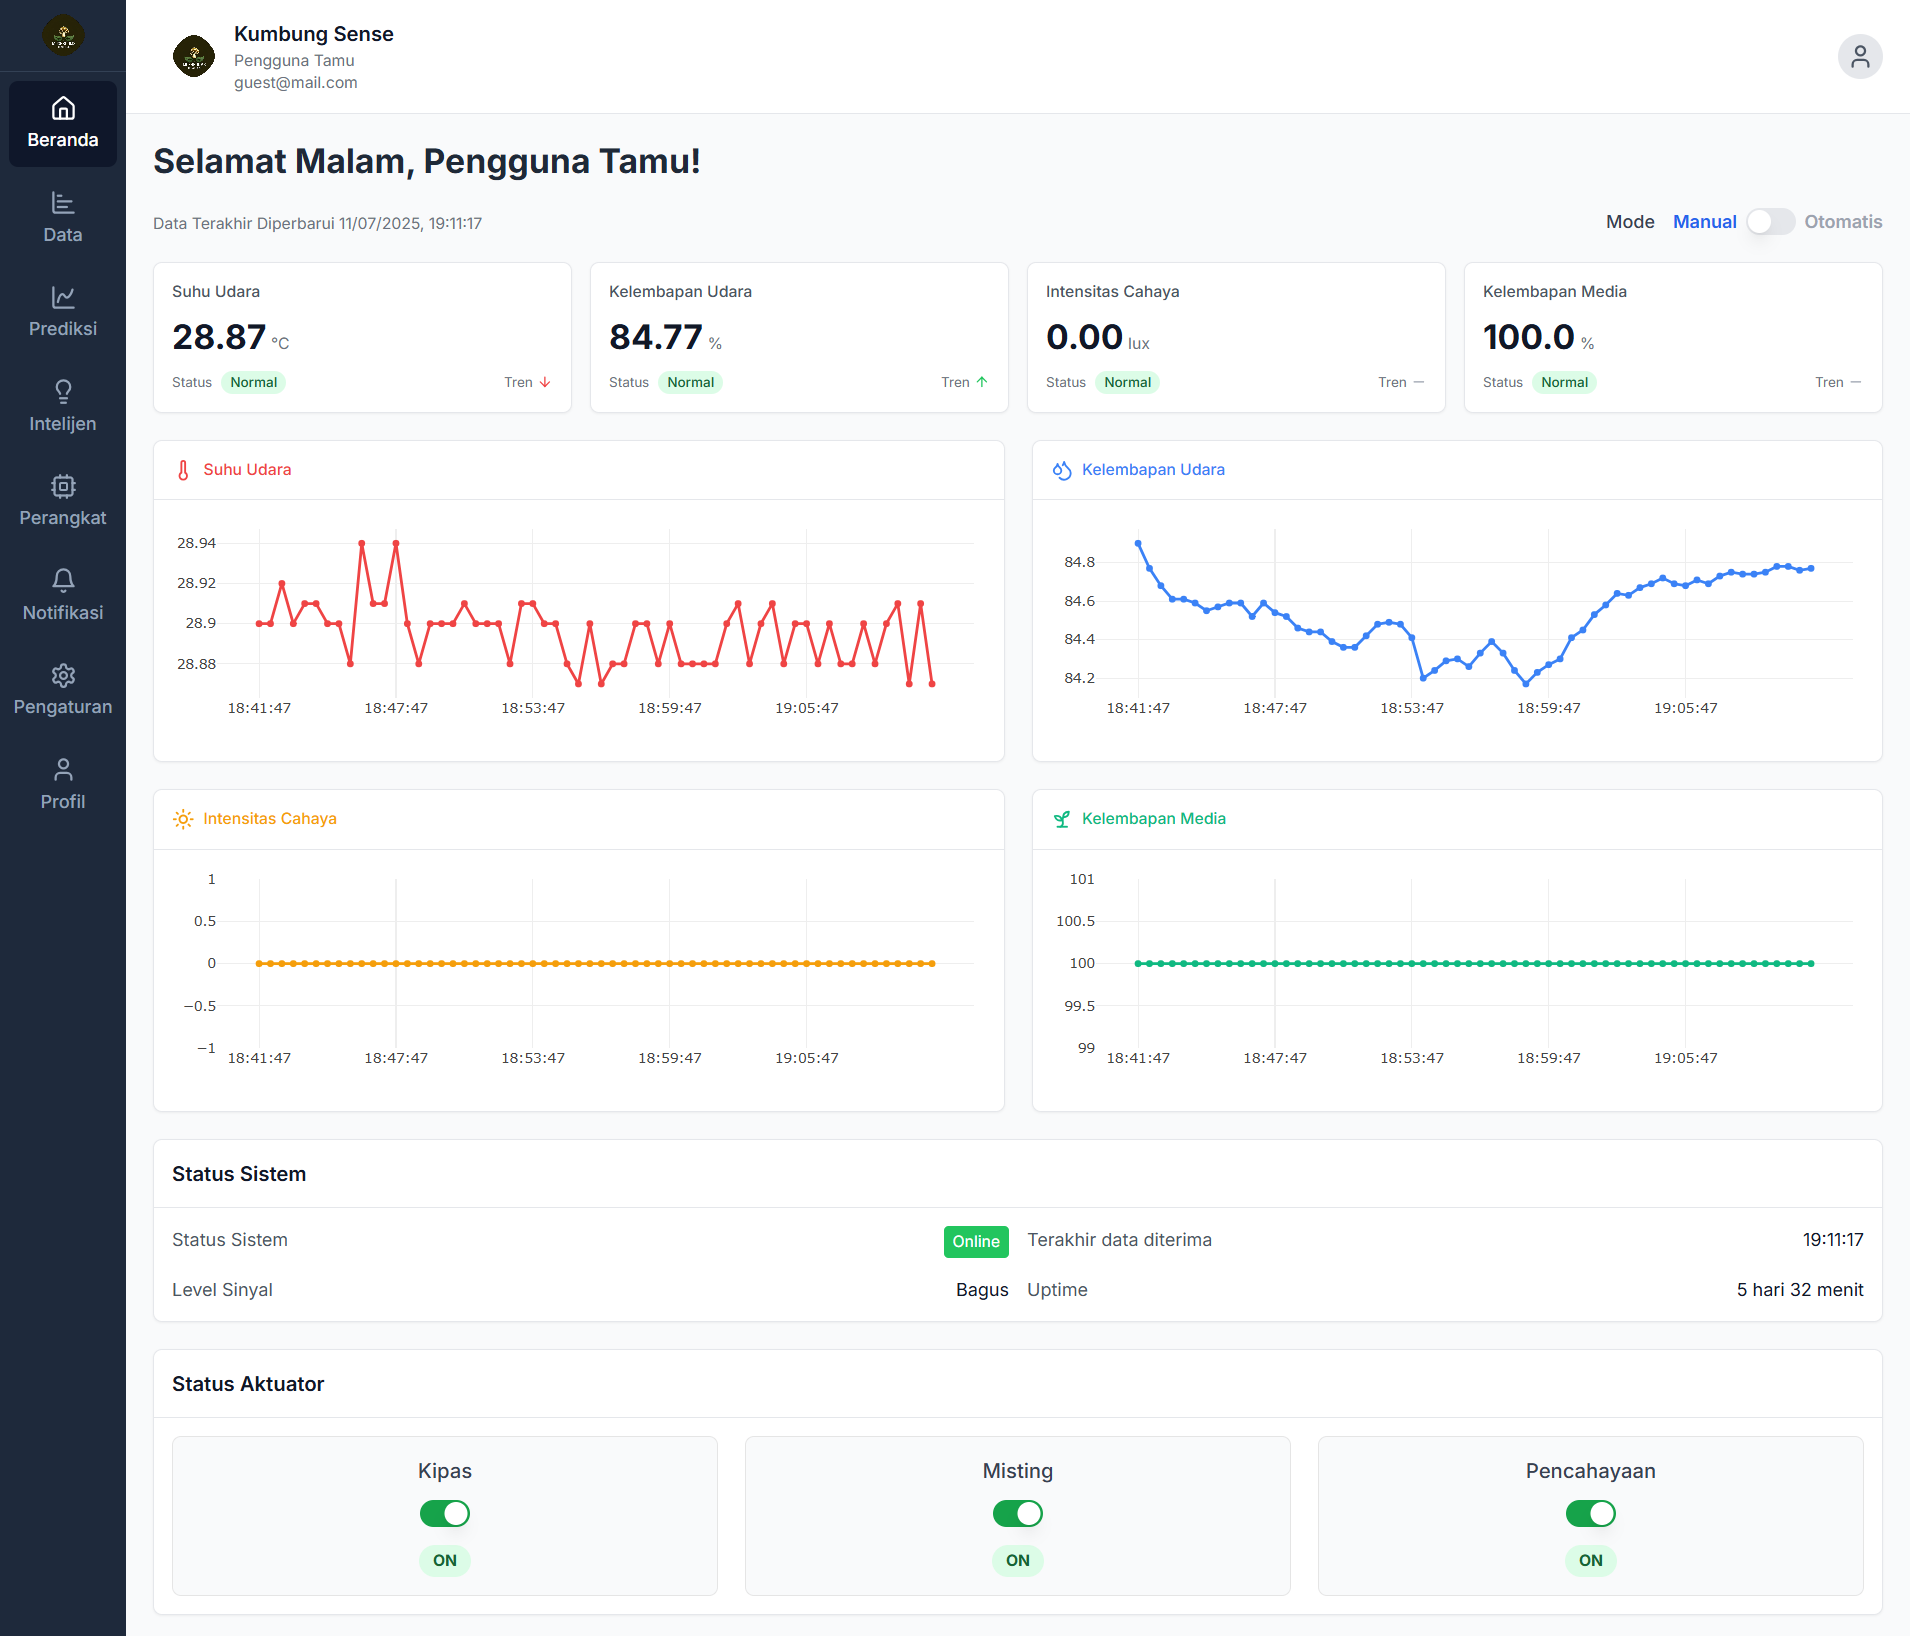 Kumbung Sense
Pengguna Tamu
guest@mail.com
Beranda
Data
Prediksi
Intelijen
Perangkat
Notifikasi
Pengaturan
Profil
Selamat Malam, Pengguna Tamu!
Data Terakhir Diperbarui 11/07/2025, 19:11:17
Mode Manual Otomatis
Suhu Udara
28.87 °C
Status Normal Tren ↓
Kelembapan Udara
84.77 %
Status Normal Tren ↑
Intensitas Cahaya
0.00 lux
Status Normal Tren —
Kelembapan Media
100.0 %
Status Normal Tren —
Suhu Udara
28.94
28.92
28.9
28.88
18:41:47 18:47:47 18:53:47 18:59:47 19:05:47
Kelembapan Udara
84.8
84.6
84.4
84.2
18:41:47 18:47:47 18:53:47 18:59:47 19:05:47
Intensitas Cahaya
1
0.5
0
−0.5
−1
18:41:47 18:47:47 18:53:47 18:59:47 19:05:47
Kelembapan Media
101
100.5
100
99.5
99
18:41:47 18:47:47 18:53:47 18:59:47 19:05:47
Status Sistem
Status Sistem Online Terakhir data diterima 19:11:17
Level Sinyal Bagus Uptime 5 hari 32 menit
Status Aktuator
Kipas
ON
Misting
ON
Pencahayaan
ON